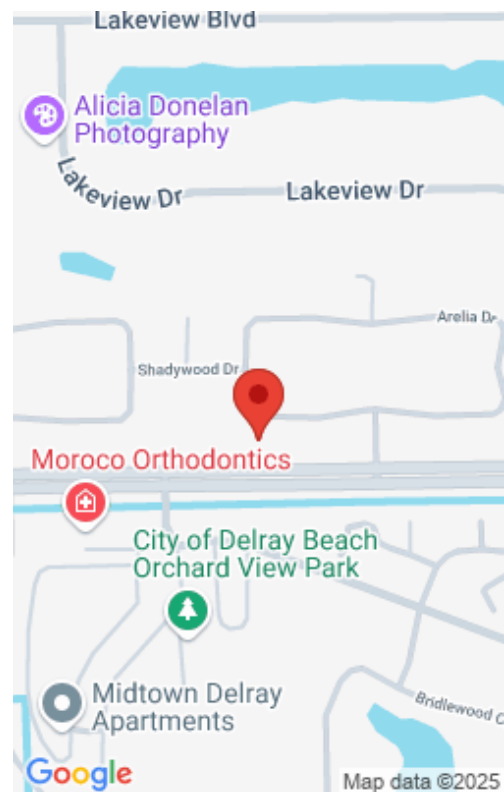 Lakeview Blvd
Alicia Donelan
Photography
Lakeview Dr
Lakeview Dr
Arelia Dr
Shadywood Dr
Moroco Orthodontics
City of Delray Beach
Orchard View Park
Midtown Delray
Apartments
Bridlewood C
Google
Map data ©2025